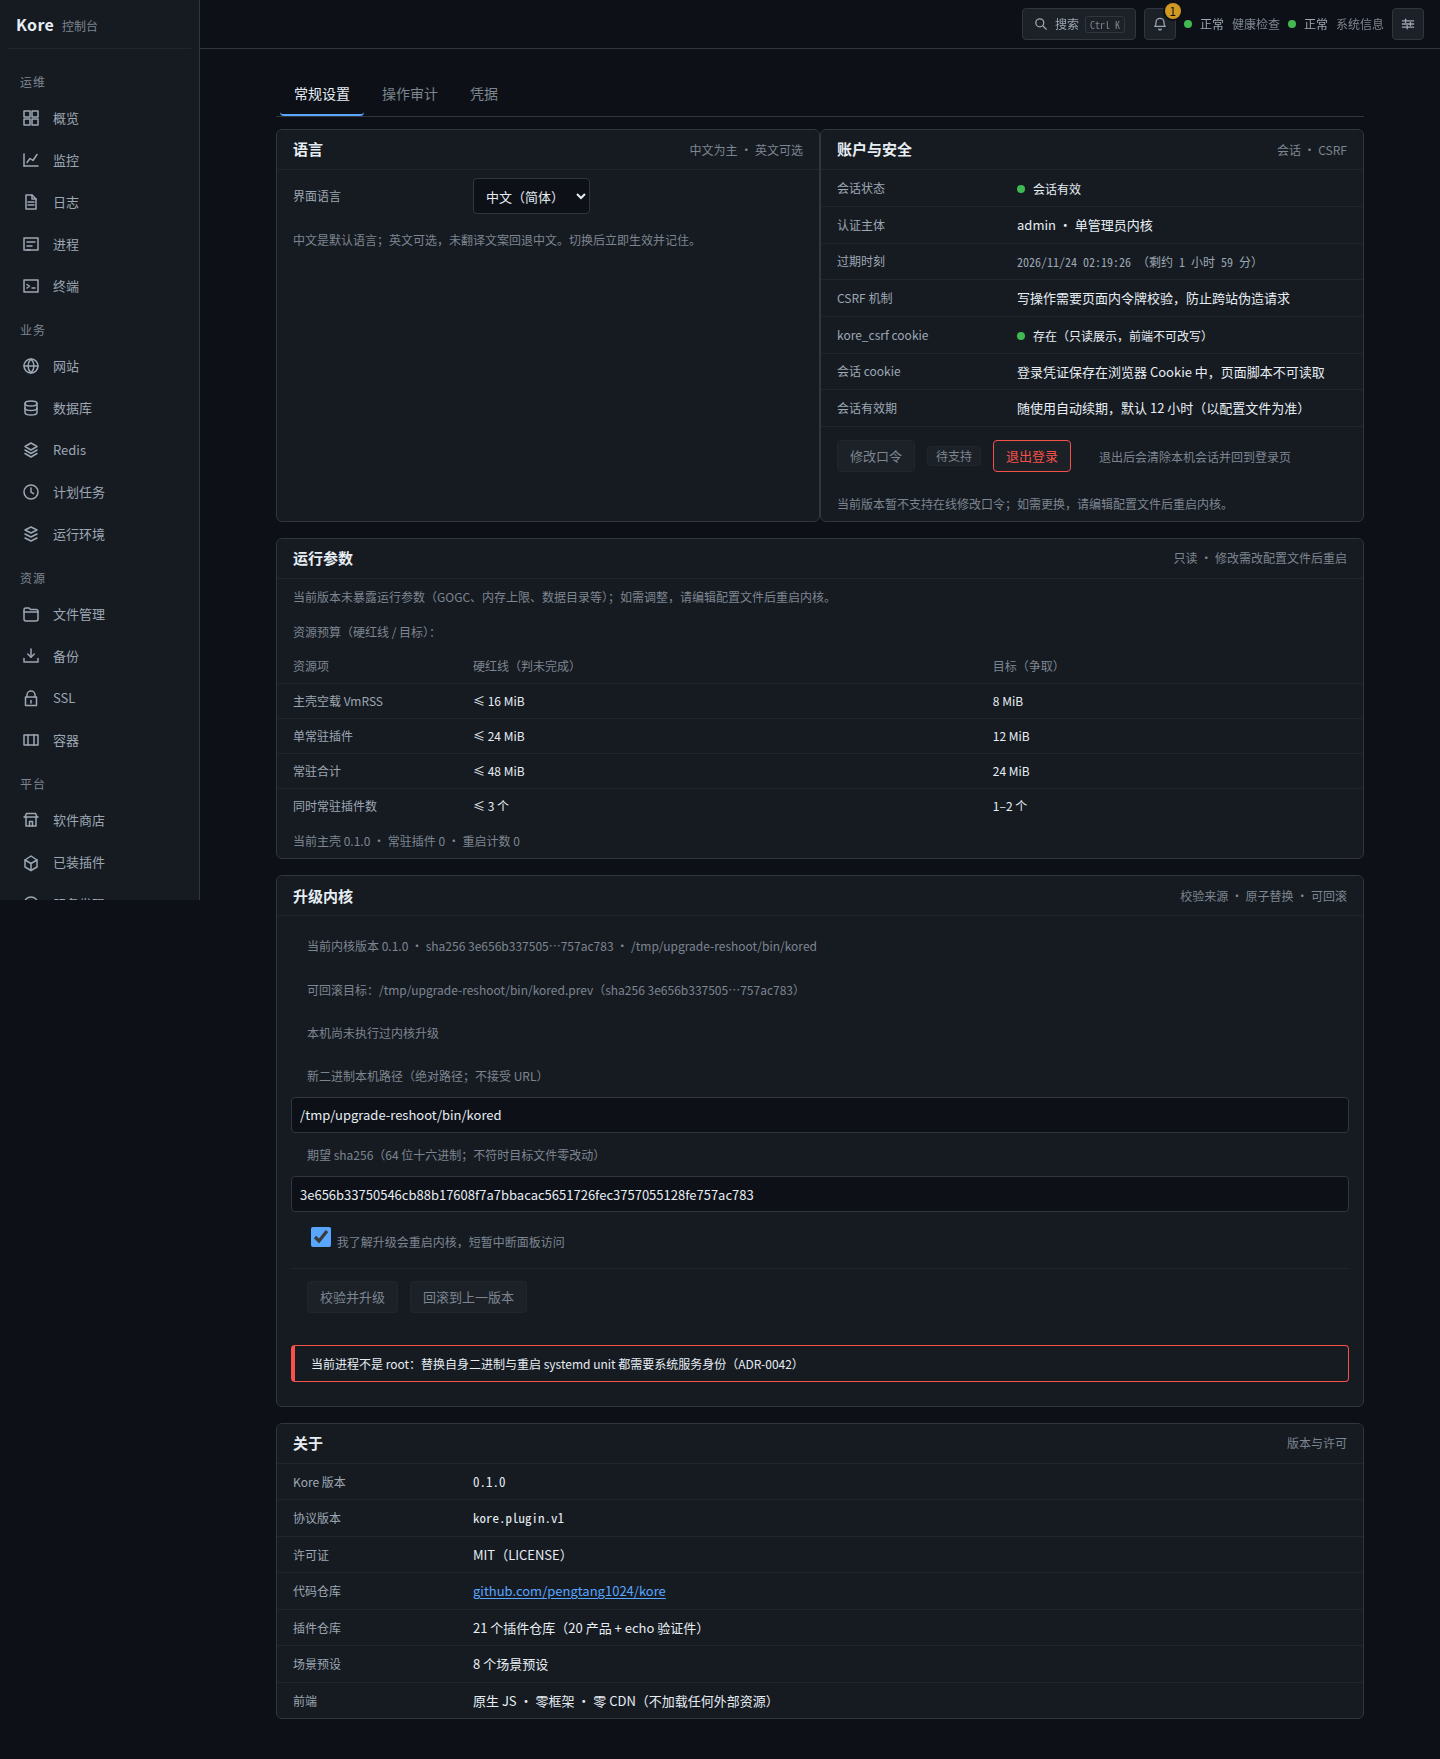 Kore 控制台
搜索 Ctrl K
1
正常 健康检查
正常 系统信息
运维
概览
监控
日志
进程
终端
业务
网站
数据库
Redis
计划任务
运行环境
资源
文件管理
备份
SSL
容器
平台
软件商店
已装插件
常规设置
操作审计
凭据
语言
中文为主 · 英文可选
界面语言
中文（简体）
中文是默认语言；英文可选，未翻译文案回退中文。切换后立即生效并记住。
账户与安全
会话 · CSRF
会话状态 会话有效
认证主体 admin · 单管理员内核
过期时刻 2026/11/24 02:19:26 （剩约 1 小时 59 分）
CSRF 机制 写操作需要页面内令牌校验，防止跨站伪造请求
kore_csrf cookie 存在（只读展示，前端不可改写）
会话 cookie 登录凭证保存在浏览器 Cookie 中，页面脚本不可读取
会话有效期 随使用自动续期，默认 12 小时（以配置文件为准）
修改口令 待支持 退出登录 退出后会清除本机会话并回到登录页
当前版本暂不支持在线修改口令；如需更换，请编辑配置文件后重启内核。
运行参数
只读 · 修改需改配置文件后重启
当前版本未暴露运行参数（GOGC、内存上限、数据目录等）；如需调整，请编辑配置文件后重启内核。
资源预算（硬红线 / 目标）：
资源项 硬红线（判未完成） 目标（争取）
主壳空载 VmRSS ≤ 16 MiB 8 MiB
单常驻插件 ≤ 24 MiB 12 MiB
常驻合计 ≤ 48 MiB 24 MiB
同时常驻插件数 ≤ 3 个 1–2 个
当前主壳 0.1.0 · 常驻插件 0 · 重启计数 0
升级内核
校验来源 · 原子替换 · 可回滚
当前内核版本 0.1.0 · sha256 3e656b337505…757ac783 · /tmp/upgrade-reshoot/bin/kored
可回滚目标：/tmp/upgrade-reshoot/bin/kored.prev（sha256 3e656b337505…757ac783）
本机尚未执行过内核升级
新二进制本机路径（绝对路径；不接受 URL）
/tmp/upgrade-reshoot/bin/kored
期望 sha256（64 位十六进制；不符时目标文件零改动）
3e656b33750546cb88b17608f7a7bbacac5651726fec3757055128fe757ac783
我了解升级会重启内核，短暂中断面板访问
校验并升级 回滚到上一版本
当前进程不是 root：替换自身二进制与重启 systemd unit 都需要系统服务身份（ADR-0042）
关于
版本与许可
Kore 版本 0.1.0
协议版本 kore.plugin.v1
许可证 MIT（LICENSE）
代码仓库 github.com/pengtang1024/kore
插件仓库 21 个插件仓库（20 产品 + echo 验证件）
场景预设 8 个场景预设
前端 原生 JS · 零框架 · 零 CDN（不加载任何外部资源）